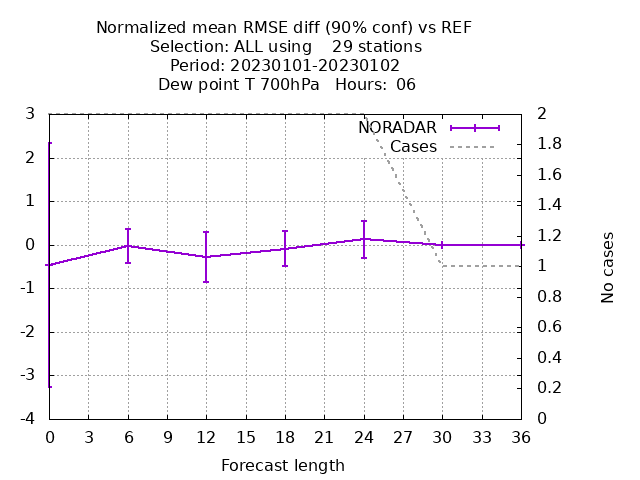 Normalized mean RMSE diff (90% conf) vs REF
Selection: ALL using    29 stations
Period: 20230101-20230102
Dew point T 700hPa   Hours:  06
NORADAR
Cases
3
2
1
0
-1
-2
-3
-4
2
1.8
1.6
1.4
1.2
1
0.8
0.6
0.4
0.2
0
No cases
0 3 6 9 12 15 18 21 24 27 30 33 36
Forecast length